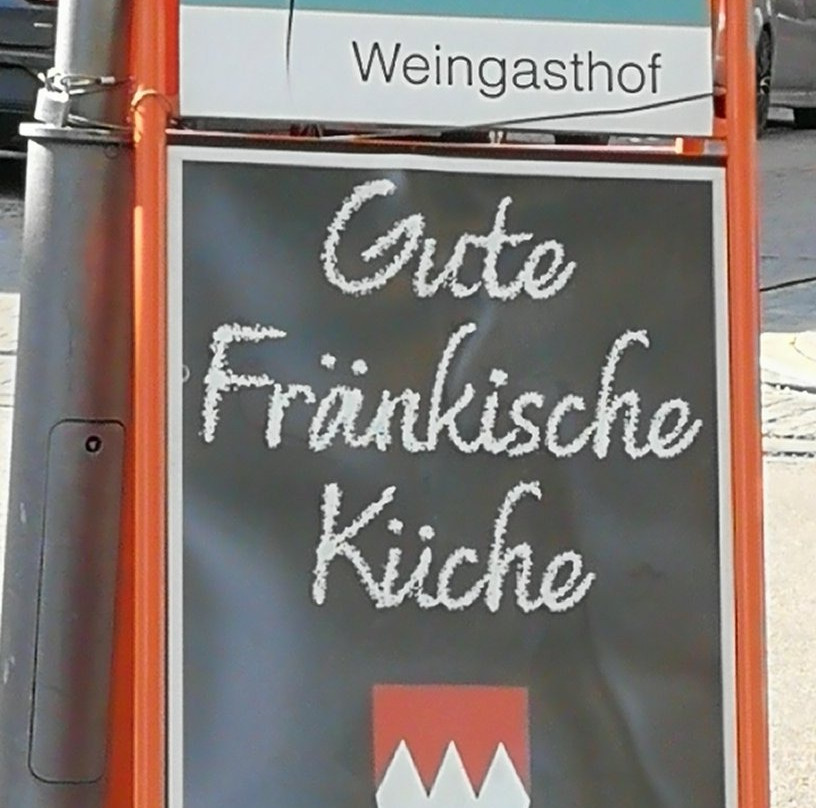 Weingasthof
Gute
Fränkische
Küche